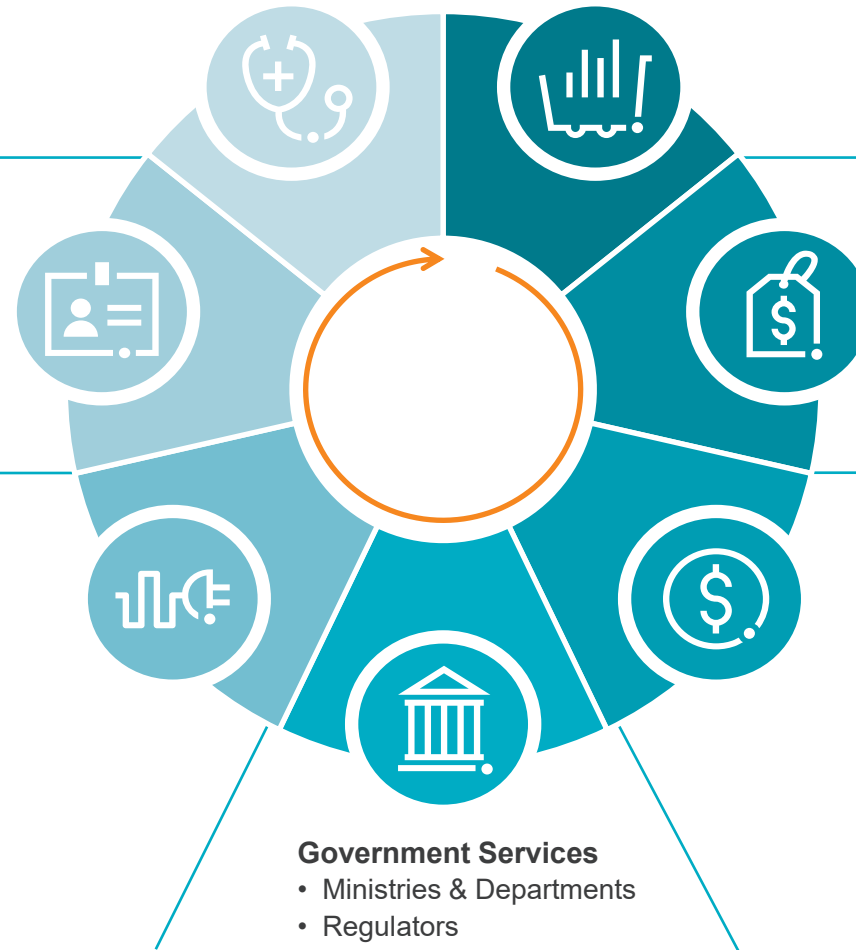 Government Services
• Ministries & Departments
• Regulators